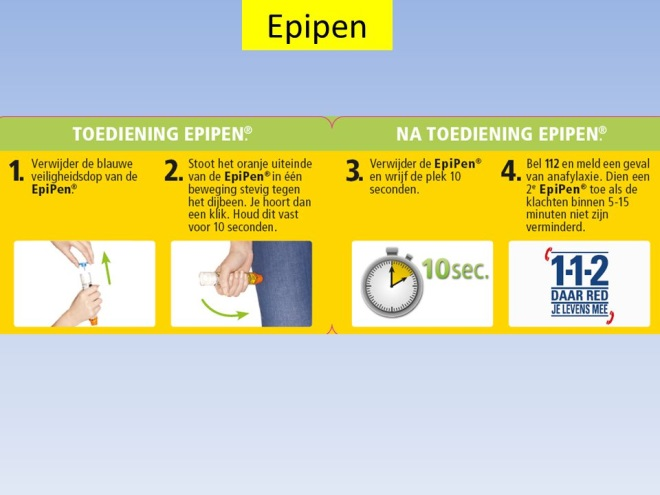 Epipen
TOEDIENING EPIPEN.®
1.
Verwijder de blauwe
veiligheidsdop van de
EpiPen.®
2.
Stoot het oranje uiteinde
van de EpiPen® in één
beweging stevig tegen
het dijbeen. Je hoort dan
een klik. Houd dit vast
voor 10 seconden.
NA TOEDIENING EPIPEN.®
3.
Verwijder de EpiPen®
en wrijf de plek 10
seconden.
10 sec.
4.
Bel 112 en meld een geval
van anafylaxie. Dien een
2e EpiPen® toe als de
klachten binnen 5-15
minuten niet zijn
verminderd.
1-1-2
DAAR RED
JE LEVENS MEE